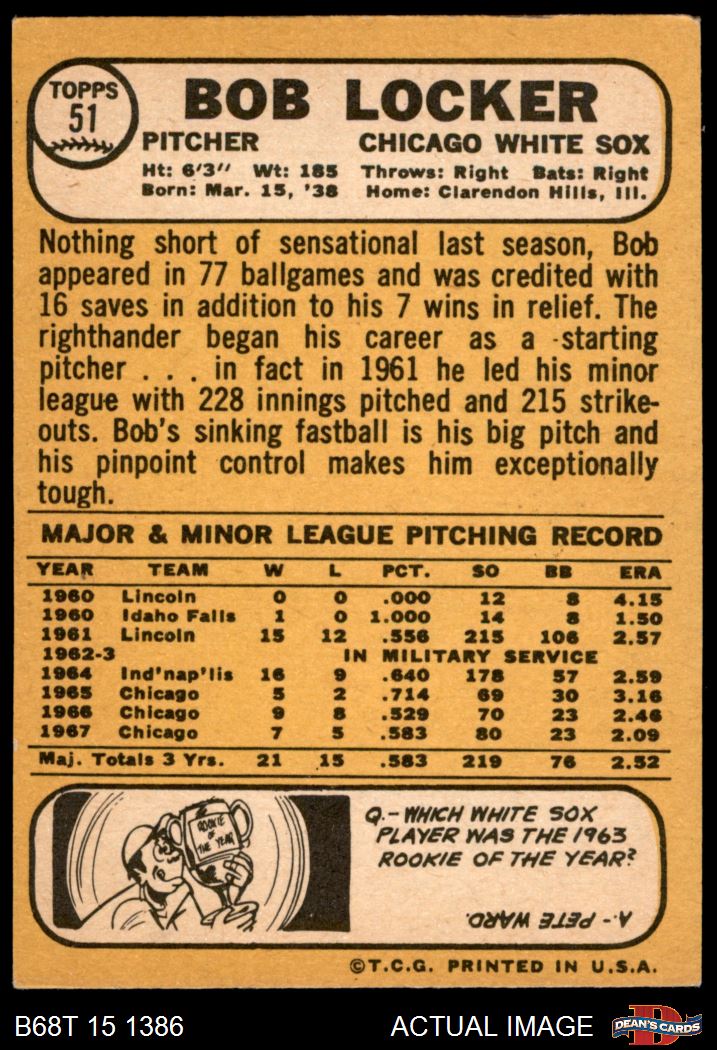 TOPPS
51
BOB LOCKER
PITCHER CHICAGO WHITE SOX
Ht: 6'3" Wt: 185 Throws: Right Bats: Right
Born: Mar. 15, '38 Home: Clarendon Hills, Ill.
Nothing short of sensational last season, Bob
appeared in 77 ballgames and was credited with
16 saves in addition to his 7 wins in relief. The
righthander began his career as a starting
pitcher . . . in fact in 1961 he led his minor
league with 228 innings pitched and 215 strike-
outs. Bob's sinking fastball is his big pitch and
his pinpoint control makes him exceptionally
tough.
MAJOR & MINOR LEAGUE PITCHING RECORD
YEAR TEAM W L PCT. SO BB ERA
1960 Lincoln 0 0 .000 12 8 4.15
1960 Idaho Falls 1 0 1.000 14 8 1.50
1961 Lincoln 15 12 .556 215 106 2.57
1962-3 IN MILITARY SERVICE
1964 Ind'nap'lis 16 9 .640 178 57 2.59
1965 Chicago 5 2 .714 69 30 3.16
1966 Chicago 9 8 .529 70 23 2.46
1967 Chicago 7 5 .583 80 23 2.09
Maj. Totals 3 Yrs. 21 15 .583 219 76 2.52
ROOKIE
OF
THE YEAR
Q.- WHICH WHITE SOX
PLAYER WAS THE 1963
ROOKIE OF THE YEAR?
A.- PETE WARD.
©T.C.G. PRINTED IN U.S.A.
B68T 15 1386 ACTUAL IMAGE
D
DEAN'S CARDS